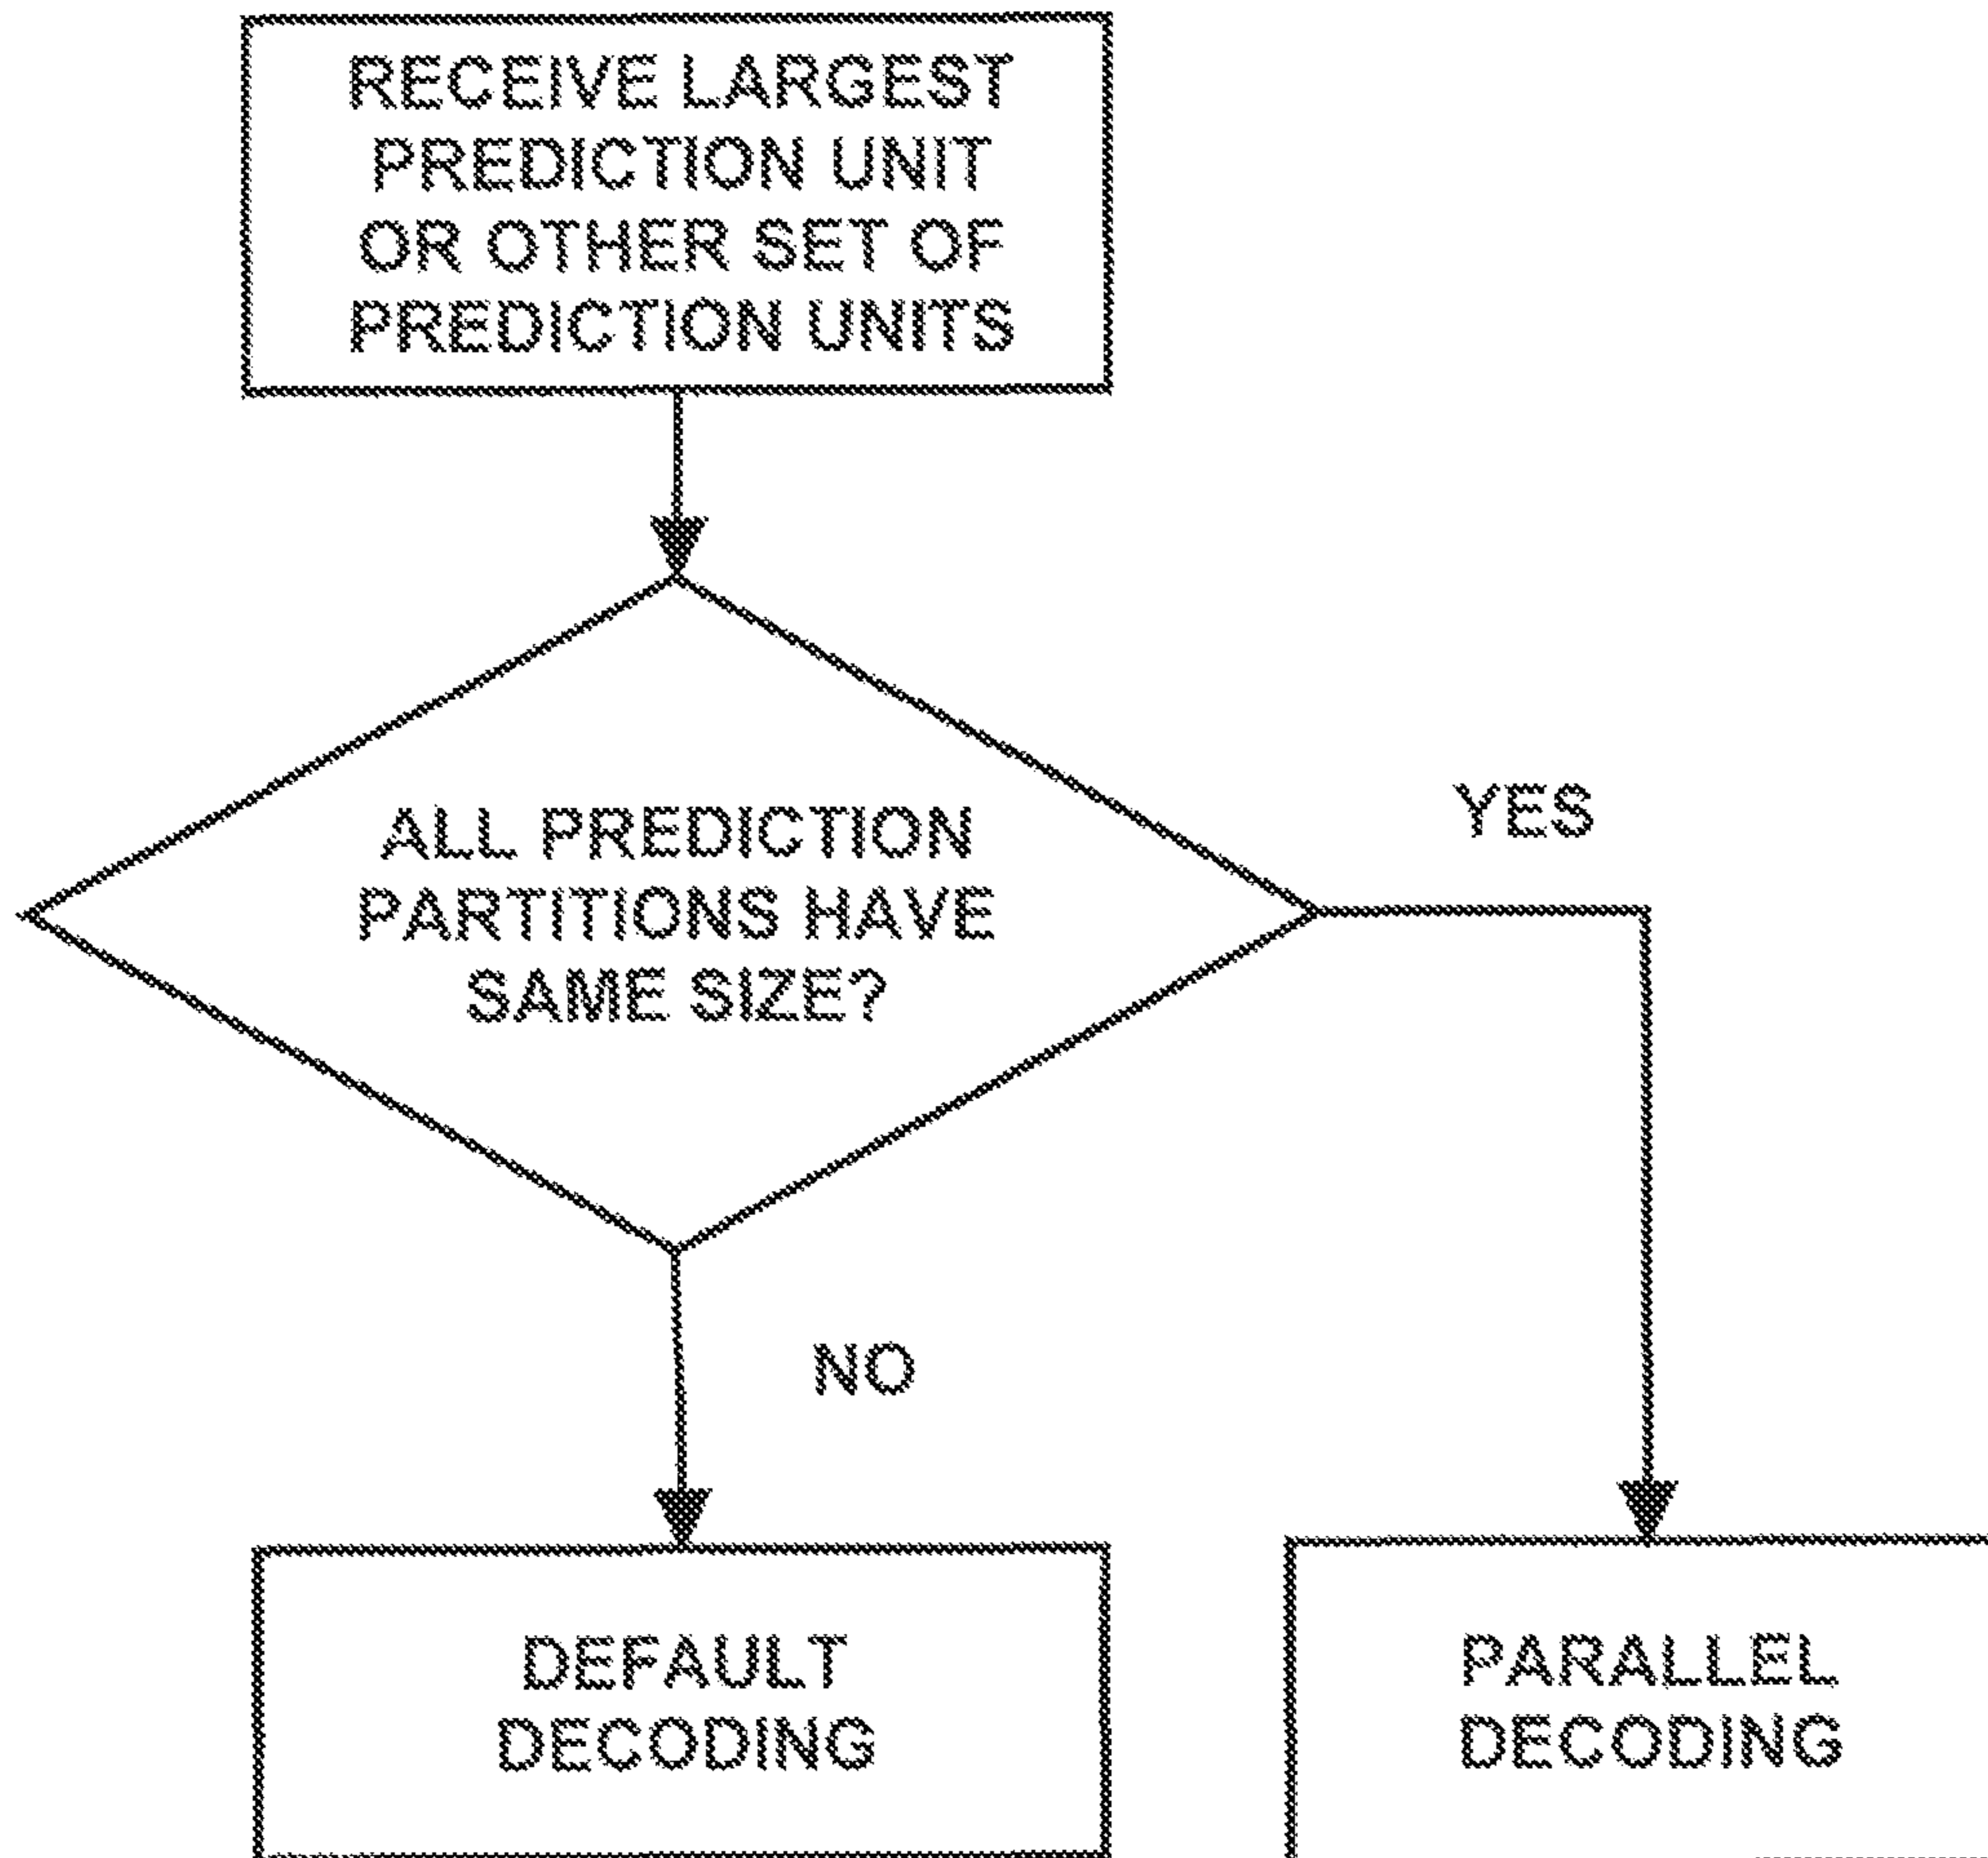 RECEIVE LARGEST
PREDICTION UNIT
OR OTHER SET OF
PREDICTION UNITS
ALL PREDICTION
PARTITIONS HAVE
SAME SIZE?
YES
NO
DEFAULT
DECODING
PARALLEL
DECODING